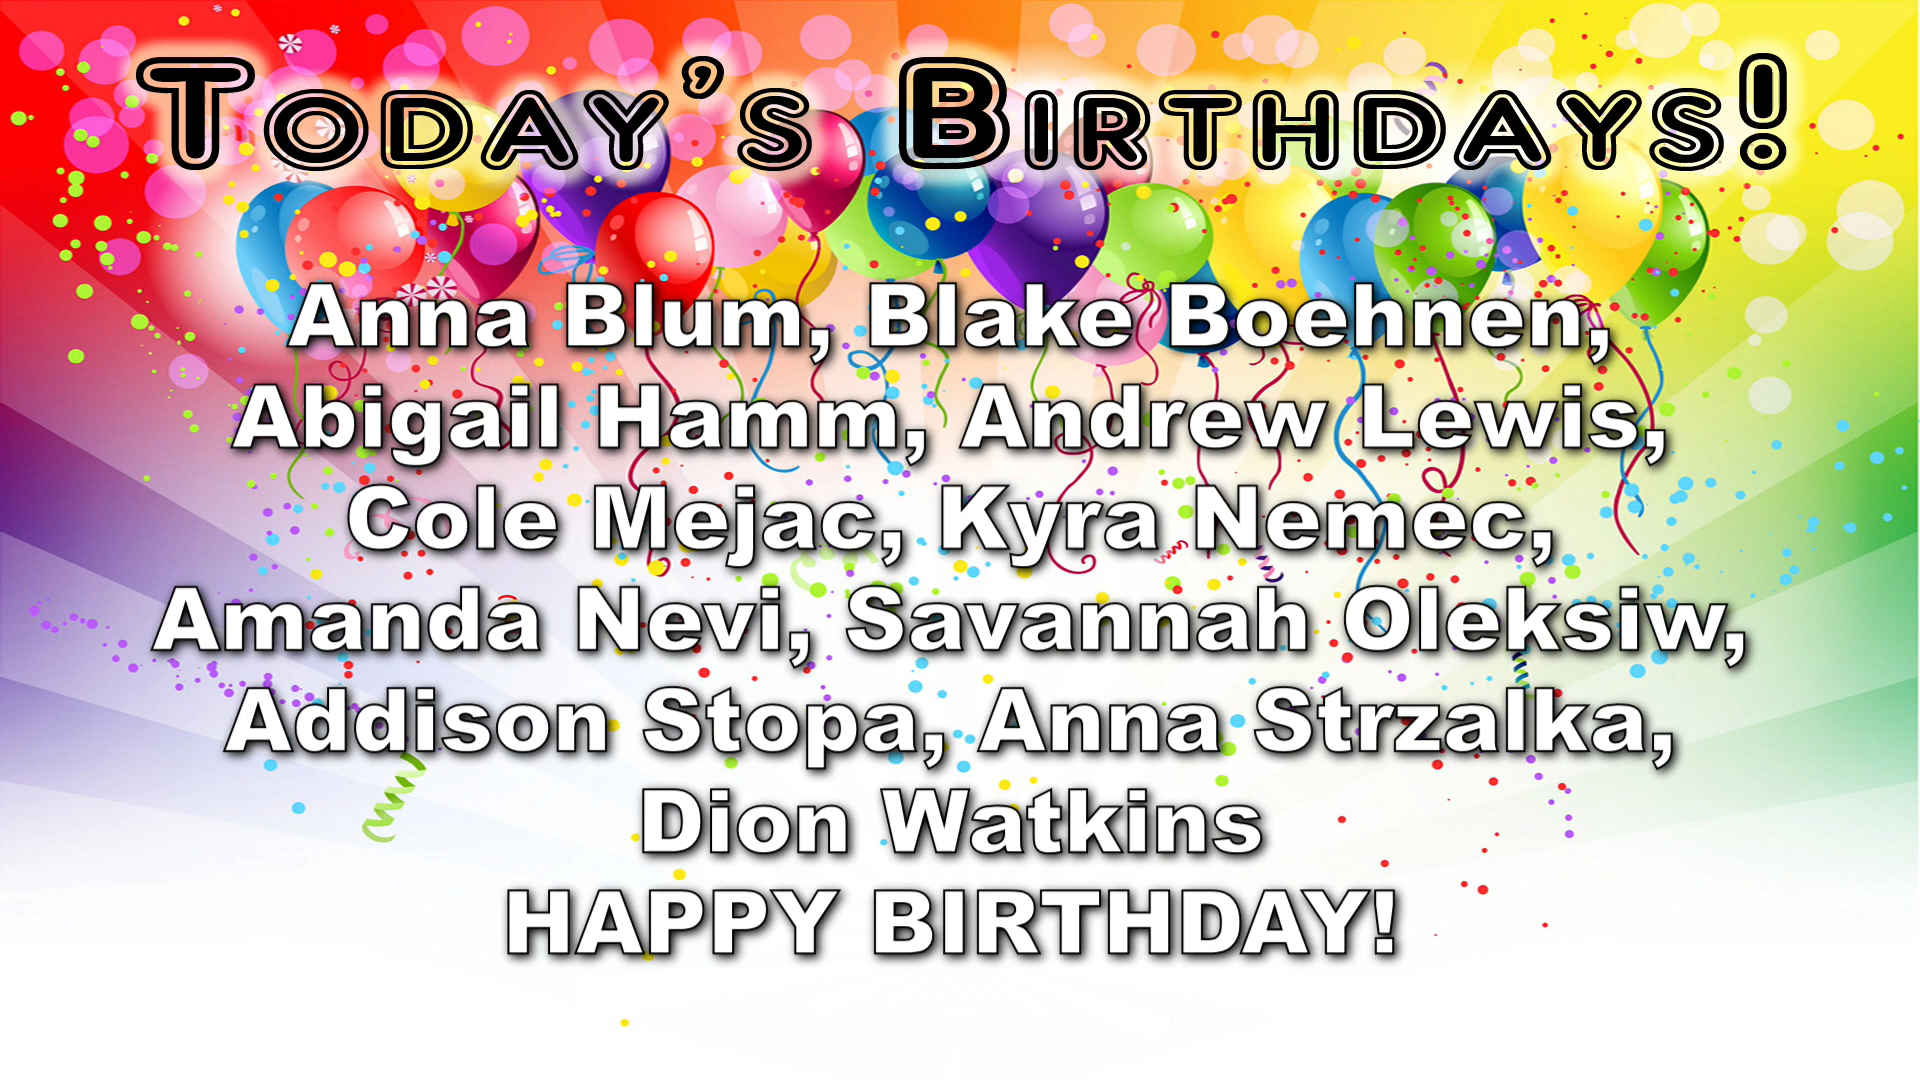 Today's Birthdays!
Anna Blum, Blake Boehnen,
Abigail Hamm, Andrew Lewis,
Cole Mejac, Kyra Nemec,
Amanda Nevi, Savannah Oleksiw,
Addison Stopa, Anna Strzalka,
Dion Watkins
HAPPY BIRTHDAY!